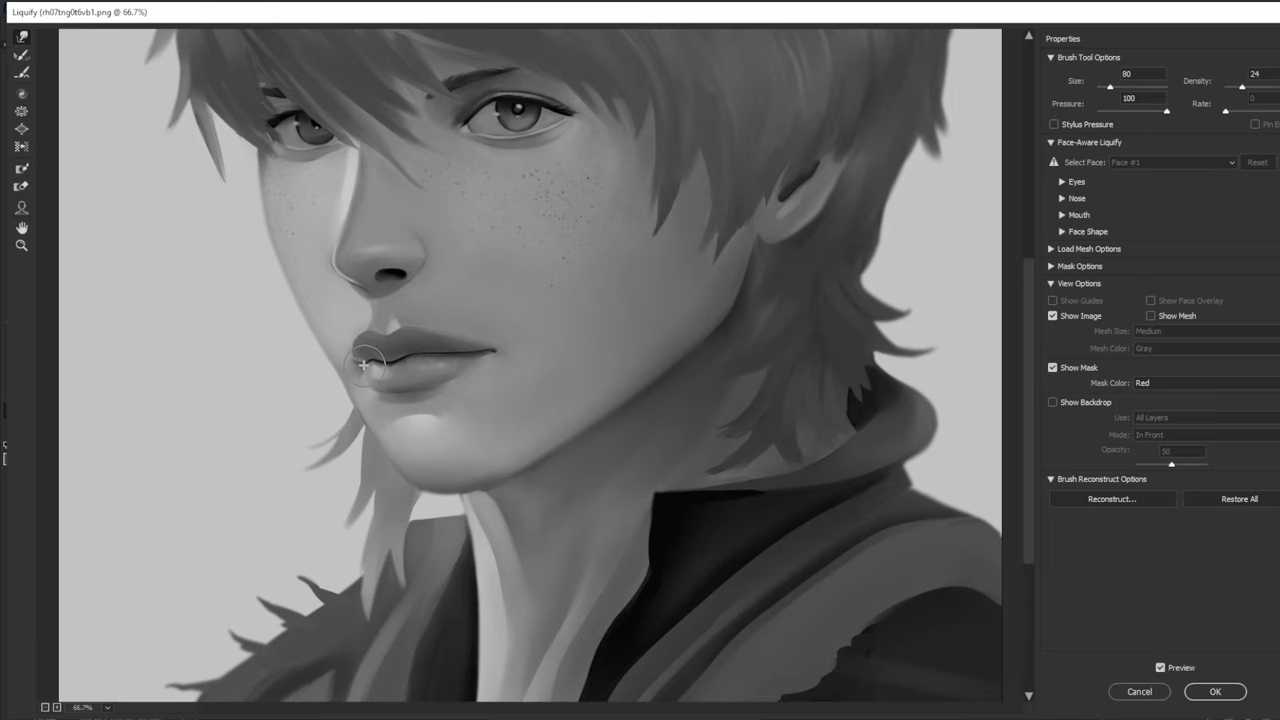 Liquify (rh07tng0t6vb1.png @ 66.7%)
Properties
Brush Tool Options
Size: 80 Density: 24
Pressure: 100 Rate: 0
Stylus Pressure Pin
Face-Aware Liquify
Select Face: Face #1 Reset
Eyes
Nose
Mouth
Face Shape
Load Mesh Options
Mask Options
View Options
Show Guides Show Face Overlay
Show Image Show Mesh
Mesh Size: Medium
Mesh Color: Gray
Show Mask
Mask Color: Red
Show Backdrop
Use: All Layers
Mode: In Front
Opacity: 50
Brush Reconstruct Options
Reconstruct... Restore All
Preview
Cancel OK
66.7%